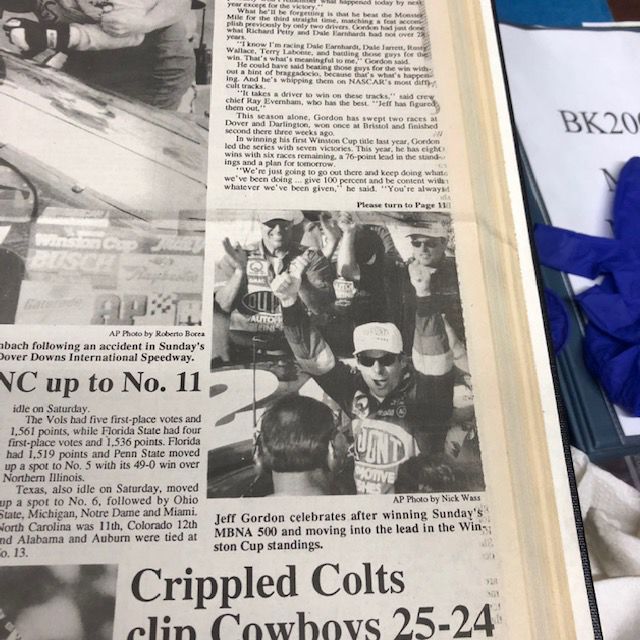 year except for the victory."
What he'll be forgetting is that he beat the Monster
Mile for the third straight time, matching a feat accom-
plish previously by only two drivers. Gordon had just done
what Richard Petty and Dale Earnhardt had not over 28
years.
"I know I'm racing Dale Earnhardt, Dale Jarrett, Rusty
Wallace, Terry Labonte, and battling those guys for the
win. That's what's meaningful to me," Gordon said.
He could have said beating those guys for the win with-
out a hint of braggadocio, because that's what's happen-
ing. And he's whipping them on NASCAR's most diffi-
cult tracks.
"It takes a driver to win on these tracks," said crew
chief Ray Evernham, who has the best. "Jeff has figured
them out."
This season alone, Gordon has swept two races at
Dover and Darlington, won once at Bristol and finished
second there three weeks ago.
In winning his first Winston Cup title last year, Gordon
led the series with seven victories. This year, he has eight
wins with six races remaining, a 76-point lead in the stand-
ings and a plan for tomorrow.
"We're just going to go out there and keep doing what
we've been doing ... give 100 percent and be content with
whatever we've been given," he said. "You're always
Please turn to Page 11
Winston Cup
BUSCH
Gatorade
AP Photo by Roberto Borea
abach following an accident in Sunday's
Dover Downs International Speedway.
NC up to No. 11
idle on Saturday.
The Vols had five first-place votes and
1,561 points, while Florida State had four
first-place votes and 1,536 points. Florida
had 1,519 points and Penn State moved
up a spot to No. 5 with its 49-0 win over
Northern Illinois.
Texas, also idle on Saturday, moved
up a spot to No. 6, followed by Ohio
State, Michigan, Notre Dame and Miami.
North Carolina was 11th, Colorado 12th
and Alabama and Auburn were tied at
No. 13.
DUPONT
DUPONT
AP Photo by Nick Wass
Jeff Gordon celebrates after winning Sunday's
MBNA 500 and moving into the lead in the Win-
ston Cup standings.
Crippled Colts
clip Cowboys 25-24
BK200